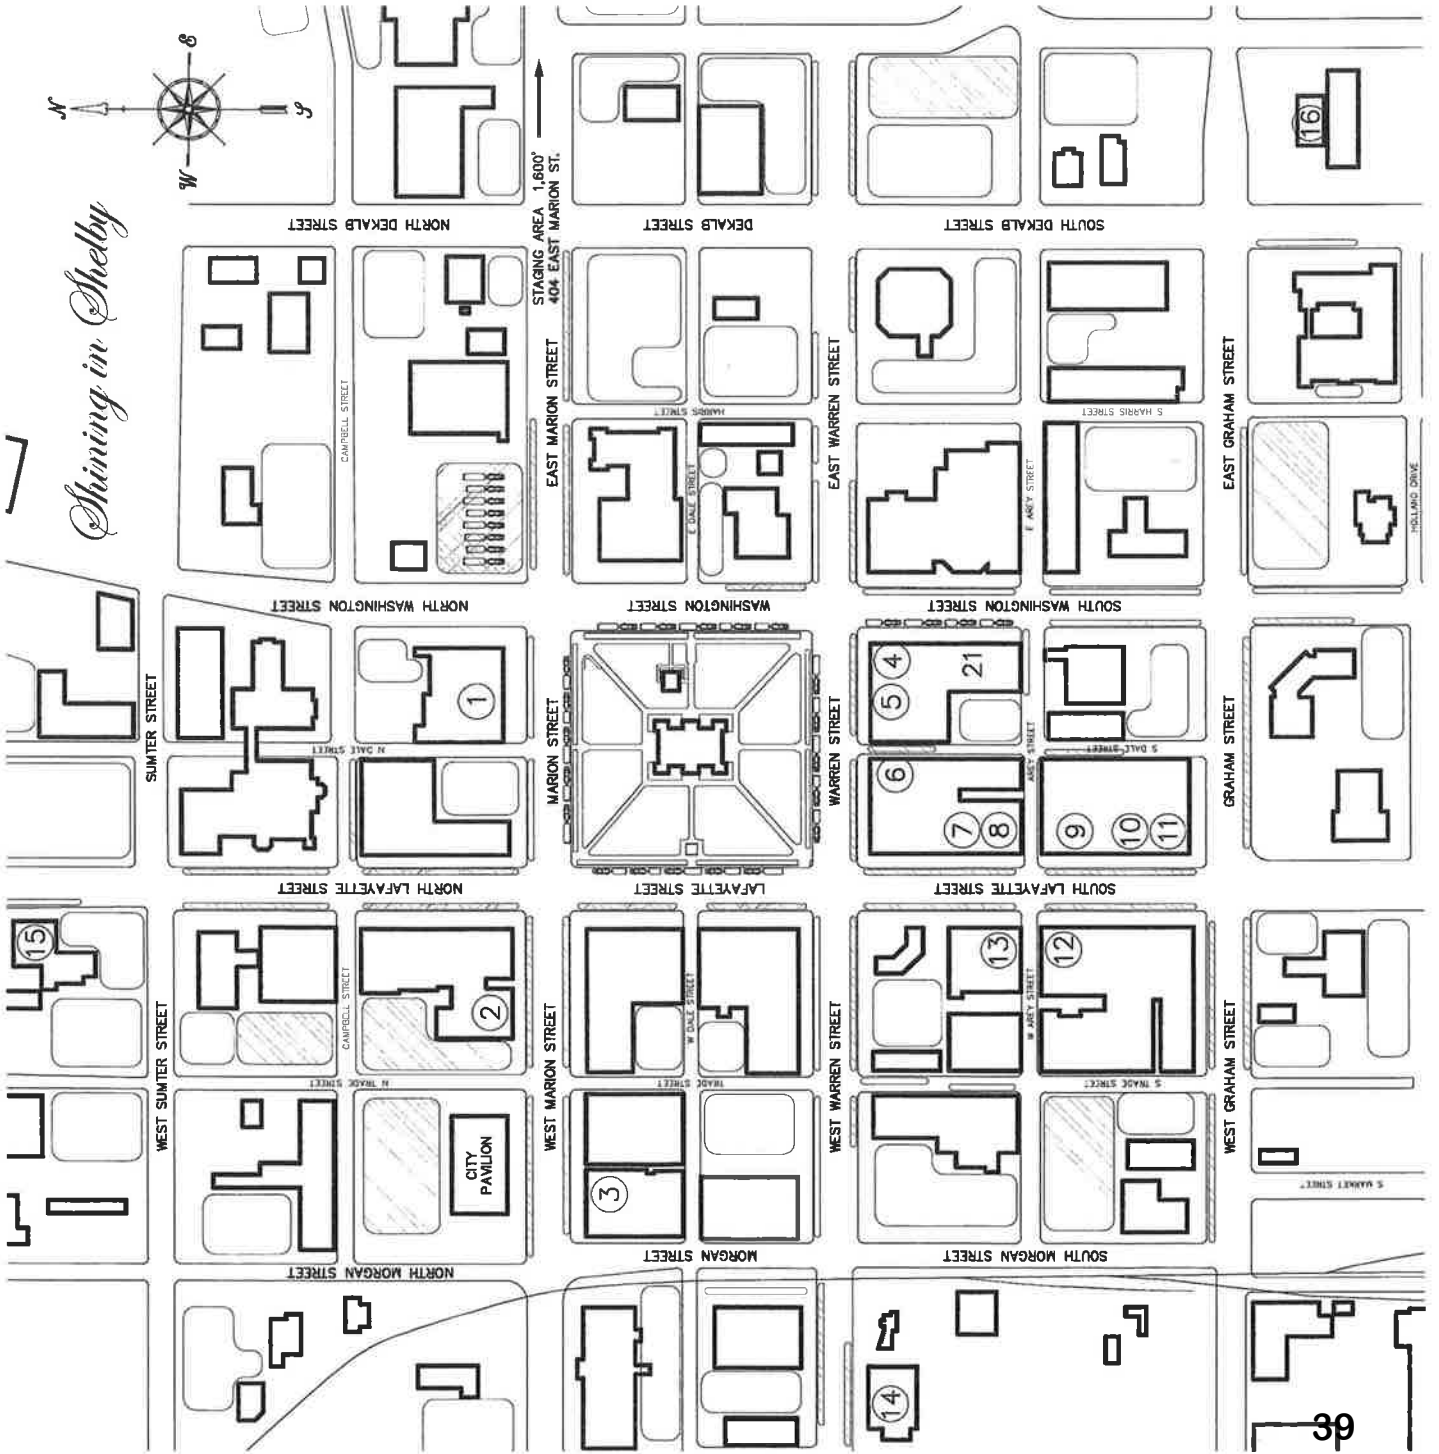 Shining in Shelby
N
E
S
W
STAGING AREA 1,600'
404 EAST MARION ST.
NORTH DEKALB STREET
DEKALB STREET
SOUTH DEKALB STREET
16
CAMPBELL STREET
EAST MARION STREET
HARRIS STREET
EAST WARREN STREET
S HARRIS STREET
EAST GRAHAM STREET
E DALE STREET
E AREY STREET
HOLLAND DRIVE
NORTH WASHINGTON STREET
WASHINGTON STREET
SOUTH WASHINGTON STREET
SUMTER STREET
1
N DALE STREET
MARION STREET
WARREN STREET
4
5
21
6
7
8
AREY STREET
S DALE STREET
9
10
11
GRAHAM STREET
NORTH LAFAYETTE STREET
LAFAYETTE STREET
SOUTH LAFAYETTE STREET
15
WEST SUMTER STREET
CAMPBELL STREET
2
N TRADE STREET
WEST MARION STREET
W DALE STREET
TRADE STREET
WEST WARREN STREET
13
W AREY STREET
12
S TRADE STREET
WEST GRAHAM STREET
CITY
PAVILION
3
S MARKET STREET
NORTH MORGAN STREET
MORGAN STREET
SOUTH MORGAN STREET
14
39